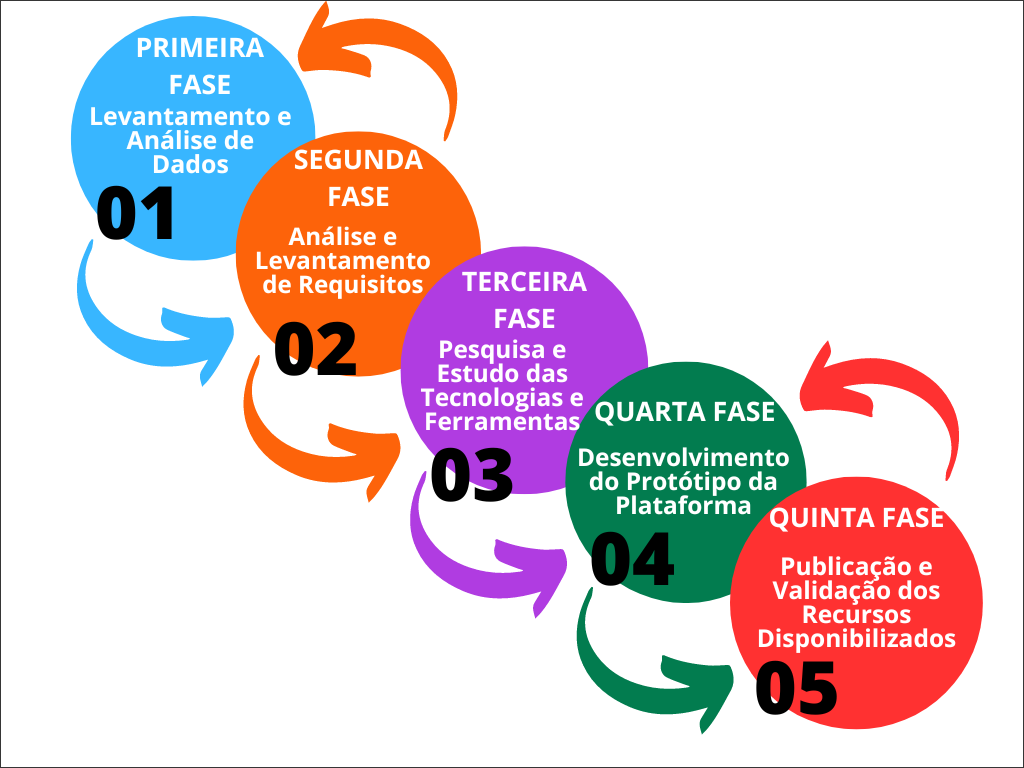 PRIMEIRA
FASE
Levantamento e
Análise de
Dados
01
SEGUNDA
FASE
Análise e
Levantamento
de Requisitos
02
TERCEIRA
FASE
Pesquisa e
Estudo das
Tecnologias e
Ferramentas
03
QUARTA FASE
Desenvolvimento
do Protótipo da
Plataforma
04
QUINTA FASE
Publicação e
Validação dos
Recursos
Disponibilizados
05